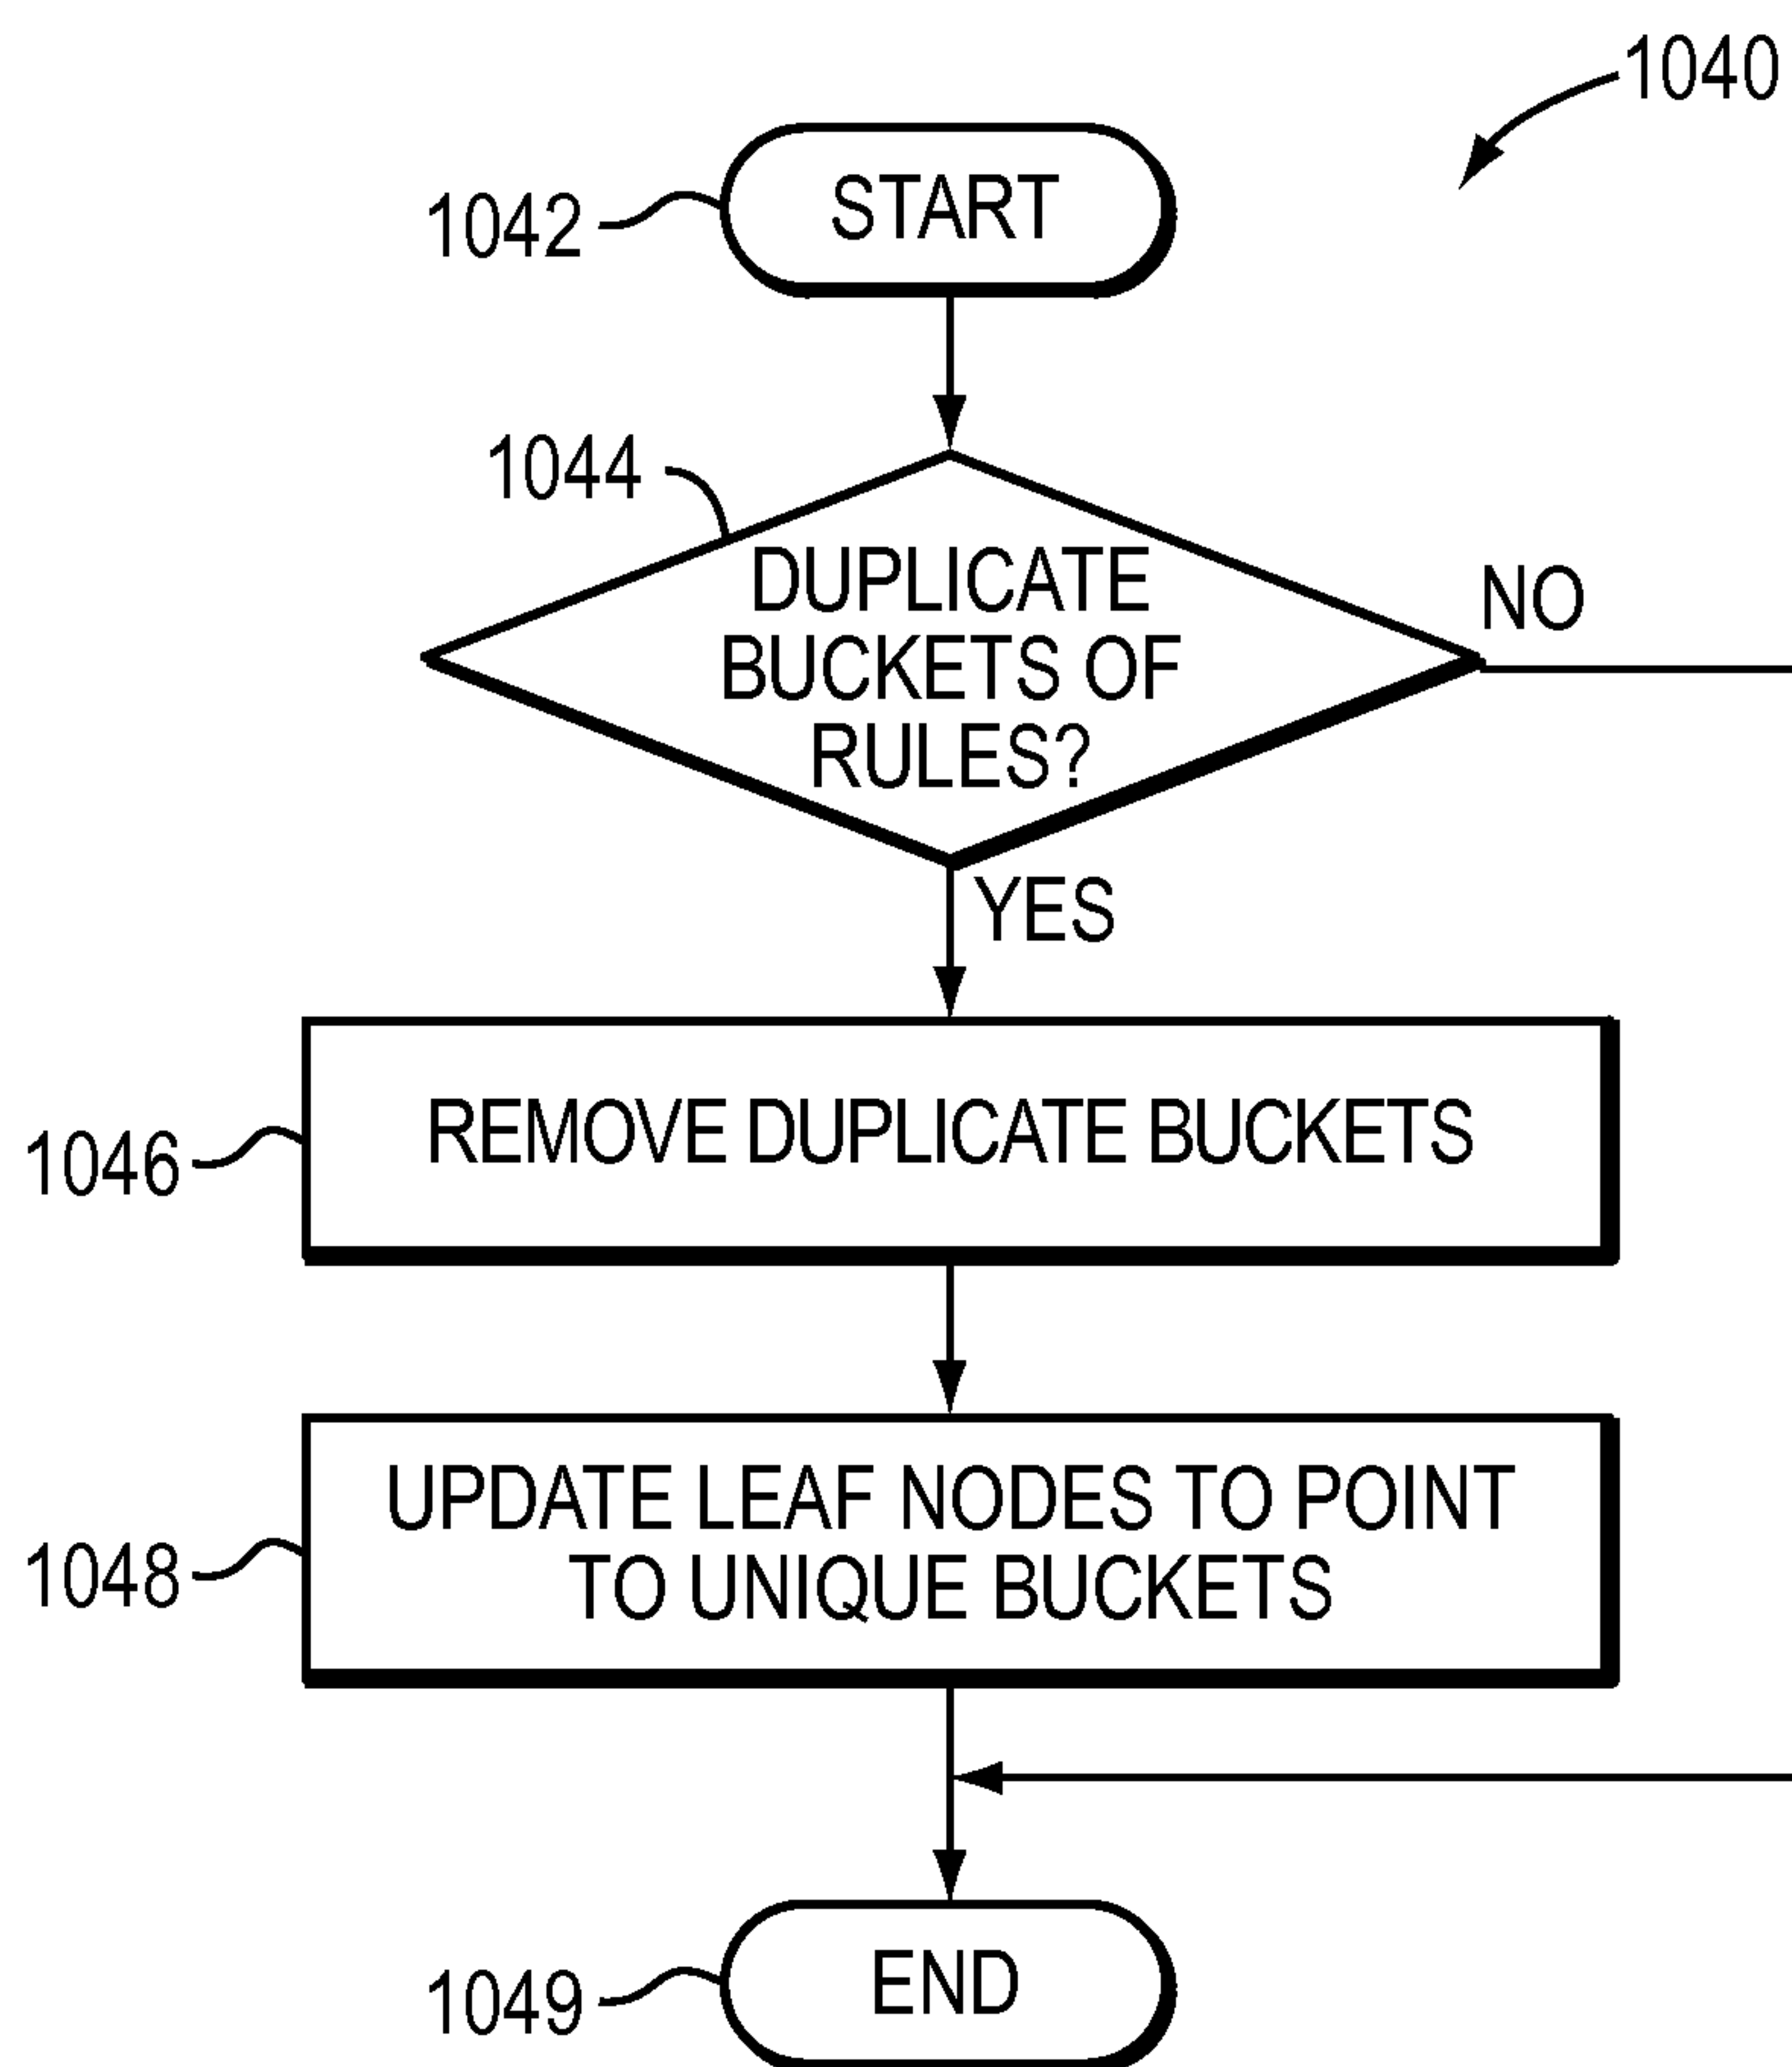 1040
1042
START
1044
DUPLICATE
BUCKETS OF
RULES?
NO
YES
1046
REMOVE DUPLICATE BUCKETS
1048
UPDATE LEAF NODES TO POINT
TO UNIQUE BUCKETS
1049
END